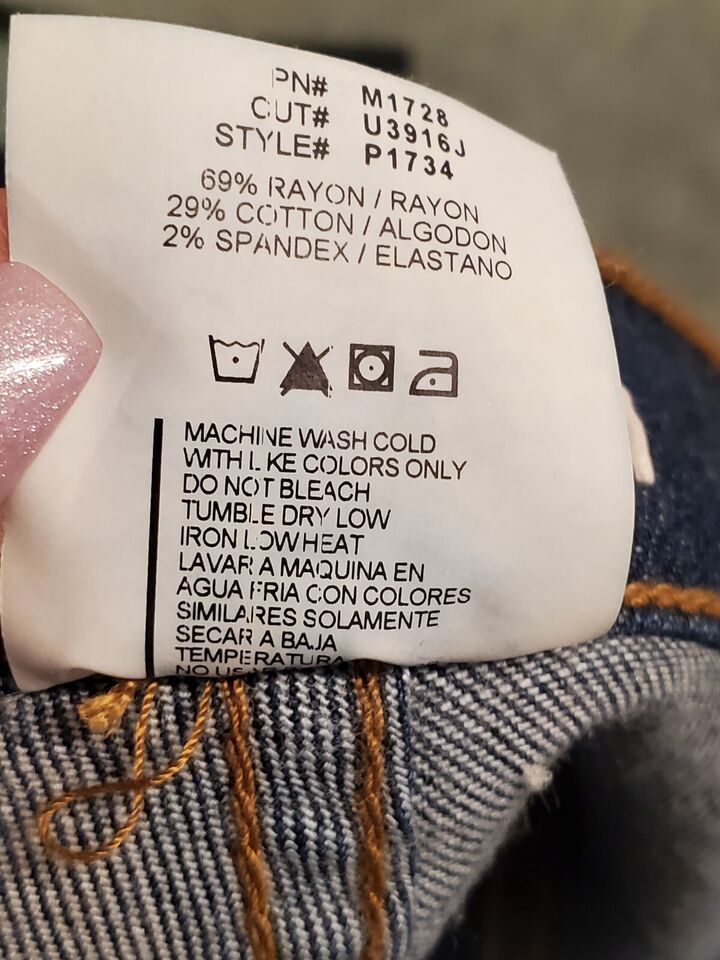 PN# M1728
CUT# U3916J
STYLE# P1734
69% RAYON / RAYON
29% COTTON / ALGODON
2% SPANDEX / ELASTANO
MACHINE WASH COLD
WITH LIKE COLORS ONLY
DO NOT BLEACH
TUMBLE DRY LOW
IRON LOW HEAT
LAVAR A MAQUINA EN
AGUA FRIA CON COLORES
SIMILARES SOLAMENTE
SECAR A BAJA
TEMPERATURA
NO